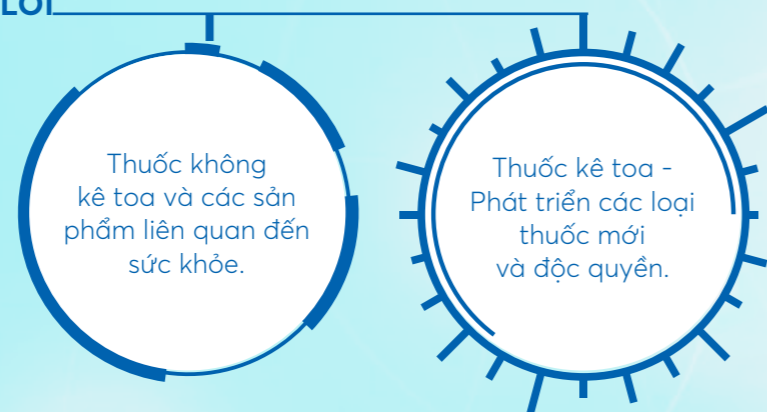 LÕI
Thuốc không
kê toa và các sản
phẩm liên quan đến
sức khỏe.
Thuốc kê toa -
Phát triển các loại
thuốc mới
và độc quyền.